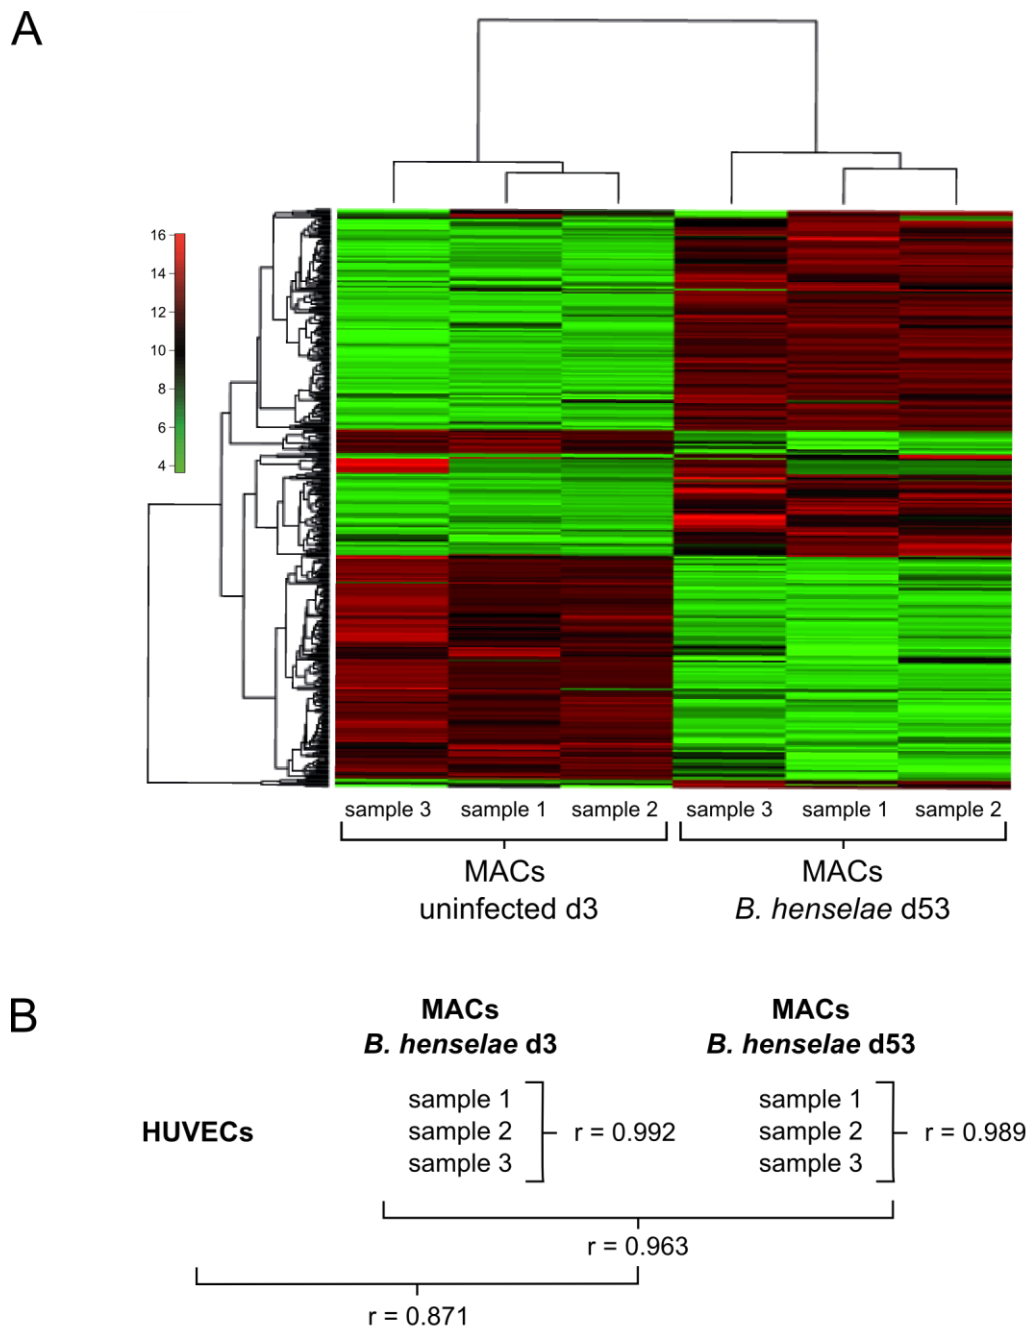 A
16
14
12
10
8
6
4
sample 3 sample 1 sample 2 sample 3 sample 1 sample 2
MACs MACs
uninfected d3 B. henselae d53
B
MACs MACs
B. henselae d3 B. henselae d53
sample 1 sample 1
HUVECs sample 2 r = 0.992 sample 2 r = 0.989
sample 3 sample 3
r = 0.963
r = 0.871